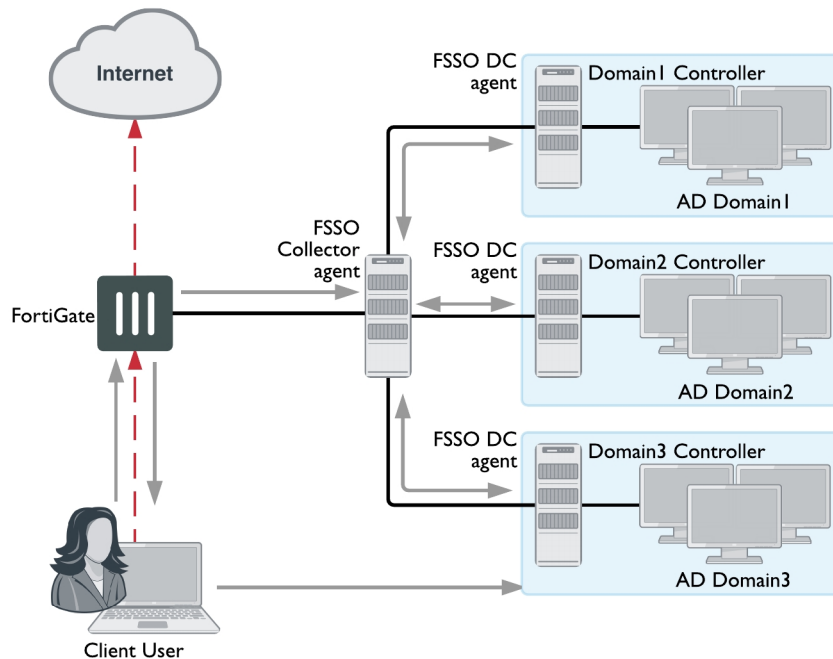 Internet
FSSO DC
agent
Domain1 Controller
AD Domain1
FSSO
Collector
agent
FSSO DC
agent
Domain2 Controller
AD Domain2
FortiGate
FSSO DC
agent
Domain3 Controller
AD Domain3
Client User